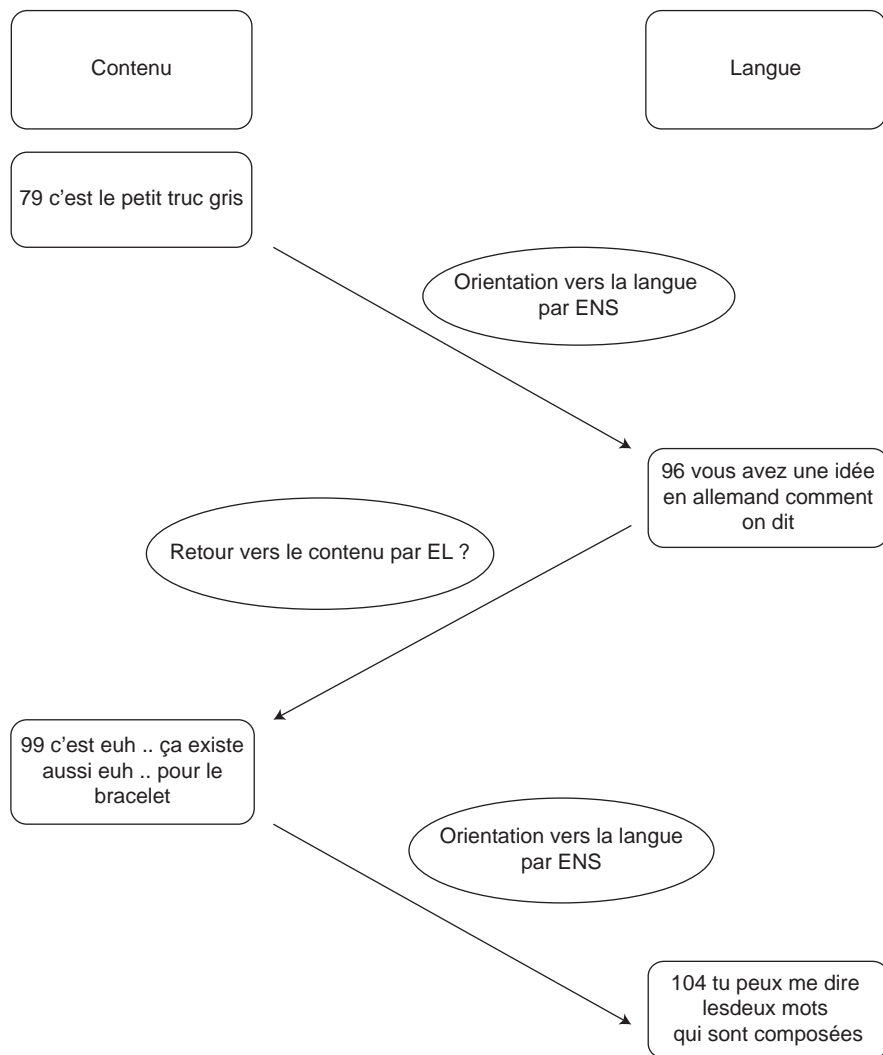 Contenu
Langue
79 c’est le petit truc gris
Orientation vers la langue
par ENS
96 vous avez une idée
en allemand comment
on dit
Retour vers le contenu par EL ?
99 c’est euh .. ça existe
aussi euh .. pour le
bracelet
Orientation vers la langue
par ENS
104 tu peux me dire
lesdeux mots
qui sont composées